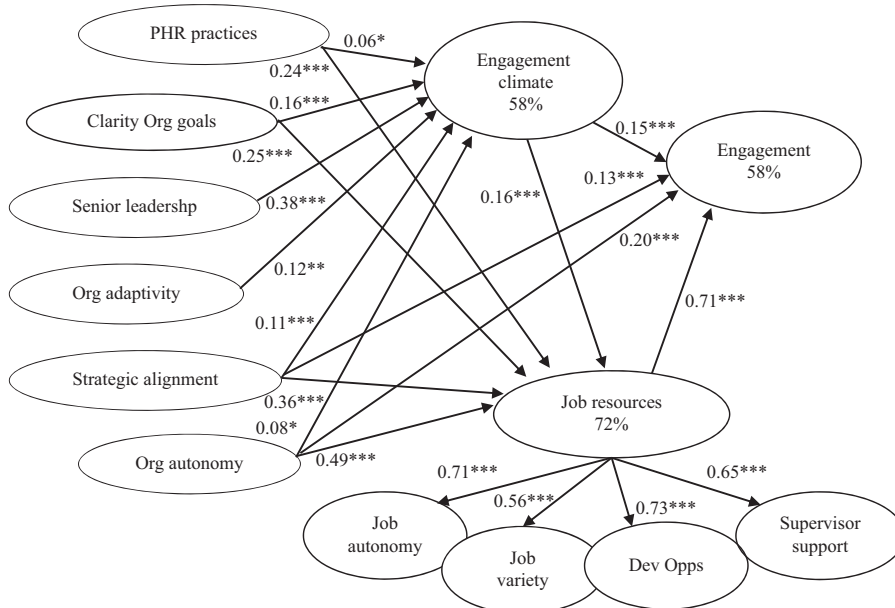 PHR practices
0.06*
Engagement
climate
58%
0.24***
0.16***
Clarity Org goals
0.25***
0.15***
Engagement
58%
Senior leadershp
0.38***
0.16***
0.13***
0.20***
Org adaptivity
0.12**
0.11***
0.71***
Strategic alignment
0.36***
Job resources
72%
0.08*
Org autonomy
0.49***
0.71***
0.56***
0.73***
0.65***
Job
autonomy
Job
variety
Dev Opps
Supervisor
support